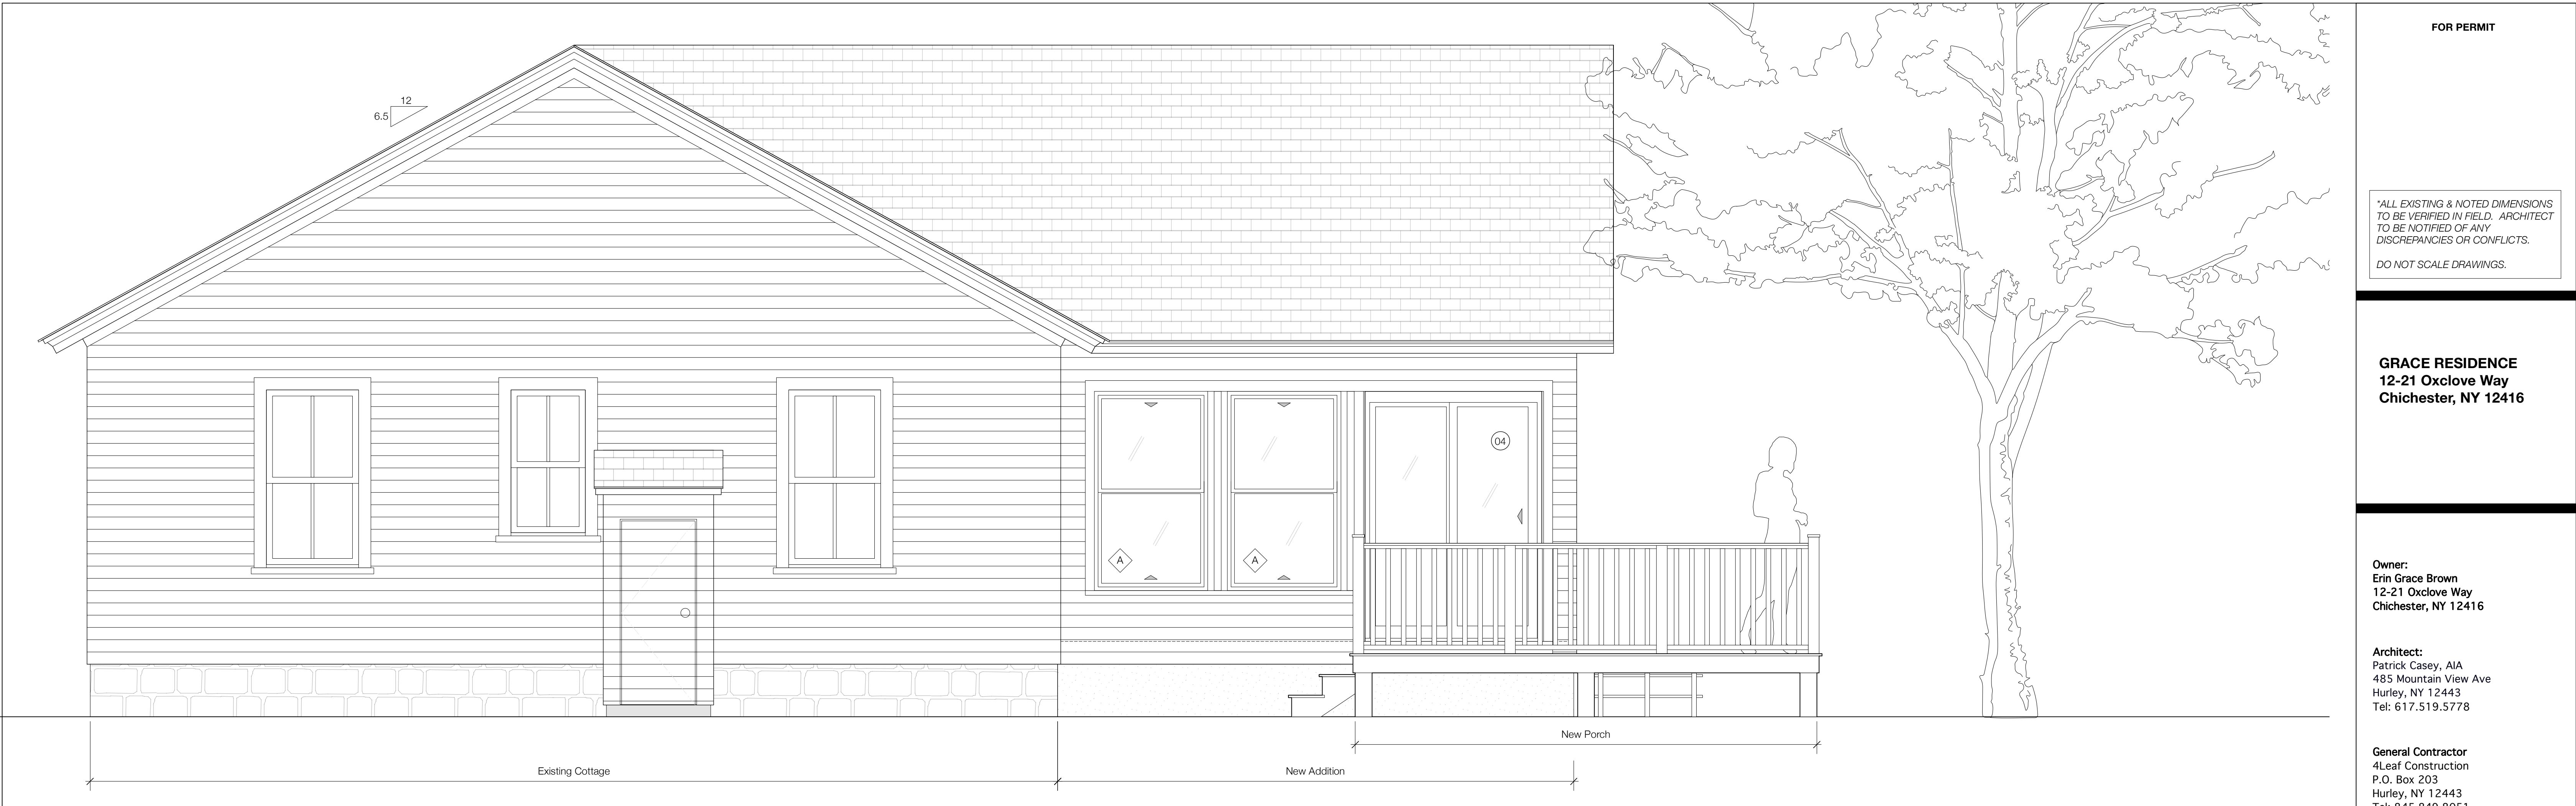 12
6.5
04
A
A
New Porch
Existing Cottage
New Addition
FOR PERMIT
*ALL EXISTING & NOTED DIMENSIONS
TO BE VERIFIED IN FIELD. ARCHITECT
TO BE NOTIFIED OF ANY
DISCREPANCIES OR CONFLICTS.
DO NOT SCALE DRAWINGS.
GRACE RESIDENCE
12-21 Oxclove Way
Chichester, NY 12416
Owner:
Erin Grace Brown
12-21 Oxclove Way
Chichester, NY 12416
Architect:
Patrick Casey, AIA
485 Mountain View Ave
Hurley, NY 12443
Tel: 617.519.5778
General Contractor
4Leaf Construction
P.O. Box 203
Hurley, NY 12443